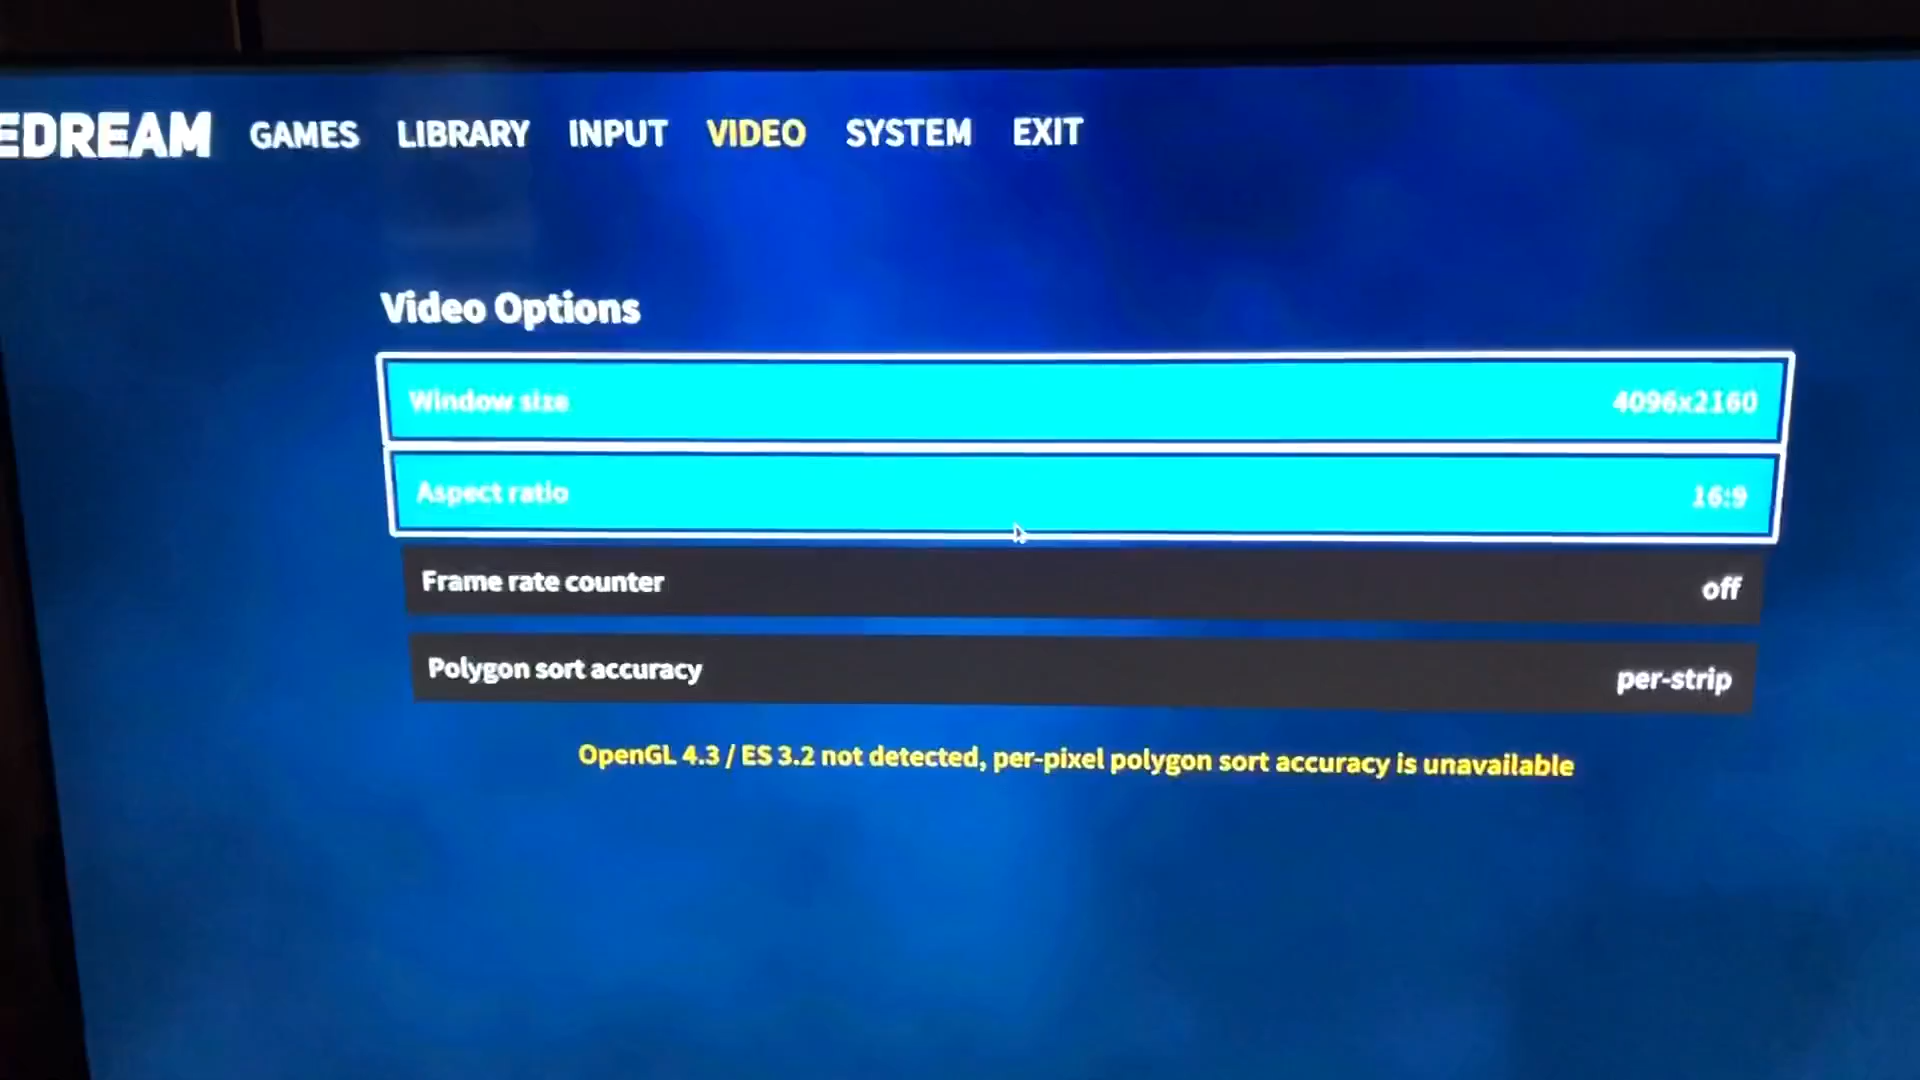 EDREAM GAMES LIBRARY INPUT VIDEO SYSTEM EXIT
Video Options
Window size 4096x2160
Aspect ratio 16:9
Frame rate counter off
Polygon sort accuracy per-strip
OpenGL 4.3 / ES 3.2 not detected, per-pixel polygon sort accuracy is unavailable